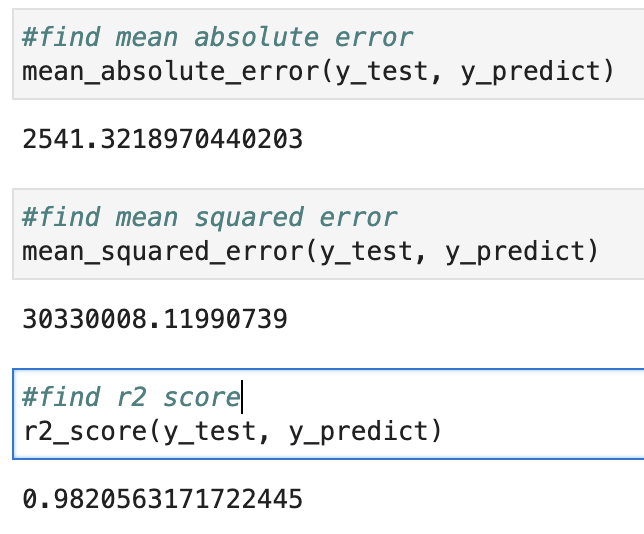 #find mean absolute error
mean_absolute_error(y_test, y_predict)
2541.3218970440203
#find mean squared error
mean_squared_error(y_test, y_predict)
30330008.11990739
#find r2 score
r2_score(y_test, y_predict)
0.9820563171722445